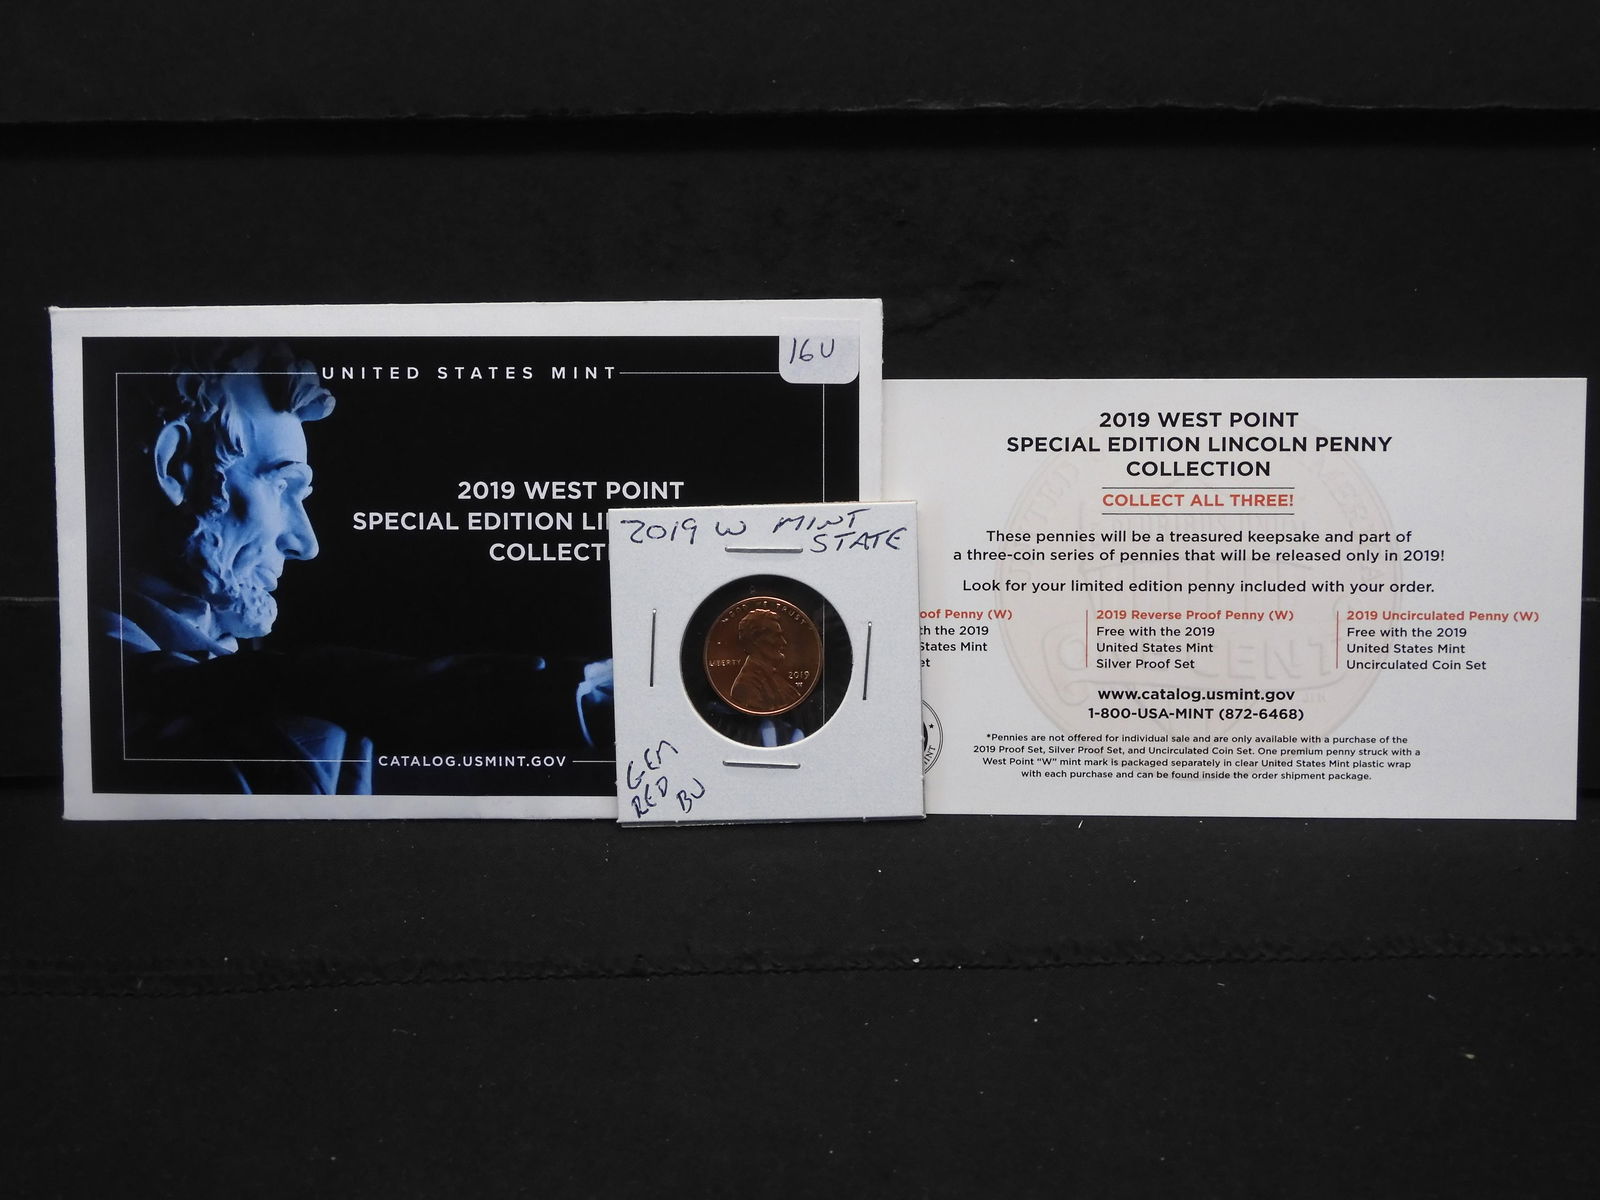 UNITED STATES MINT
16U
2019 WEST POINT
SPECIAL EDITION LI
COLLECT
CATALOG.USMINT.GOV
2019 W MINT
STATE
TRUST
LIBERTY
2019
W
GEM
RED BU
2019 WEST POINT
SPECIAL EDITION LINCOLN PENNY
COLLECTION
COLLECT ALL THREE!
These pennies will be a treasured keepsake and part of
a three-coin series of pennies that will be released only in 2019!
Look for your limited edition penny included with your order.
oof Penny (W)
th the 2019
States Mint
et
2019 Reverse Proof Penny (W)
Free with the 2019
United States Mint
Silver Proof Set
2019 Uncirculated Penny (W)
Free with the 2019
United States Mint
Uncirculated Coin Set
www.catalog.usmint.gov
1-800-USA-MINT (872-6468)
*Pennies are not offered for individual sale and are only available with a purchase of the
2019 Proof Set, Silver Proof Set, and Uncirculated Coin Set. One premium penny struck with a
West Point "W" mint mark is packaged separately in clear United States Mint plastic wrap
with each purchase and can be found inside the order shipment package.